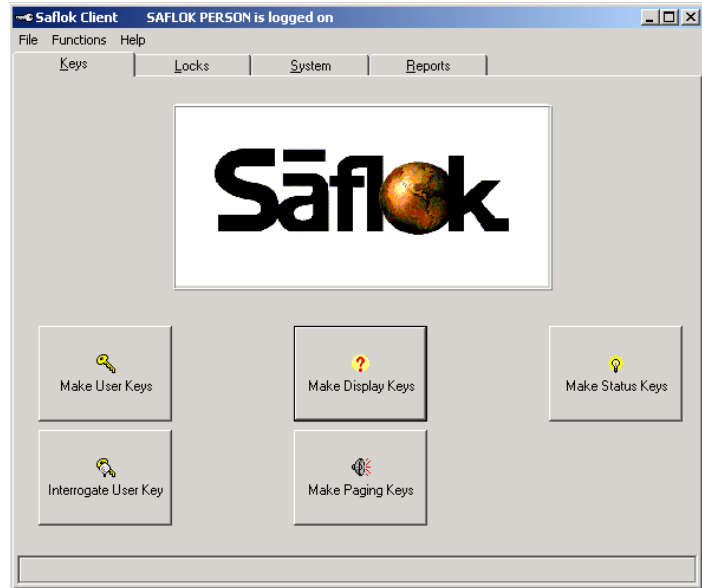 Saflok Client SAFLOK PERSON is logged on
File Functions Help
Keys Locks System Reports
Sāflok
Make User Keys Make Display Keys Make Status Keys
Interrogate User Key Make Paging Keys